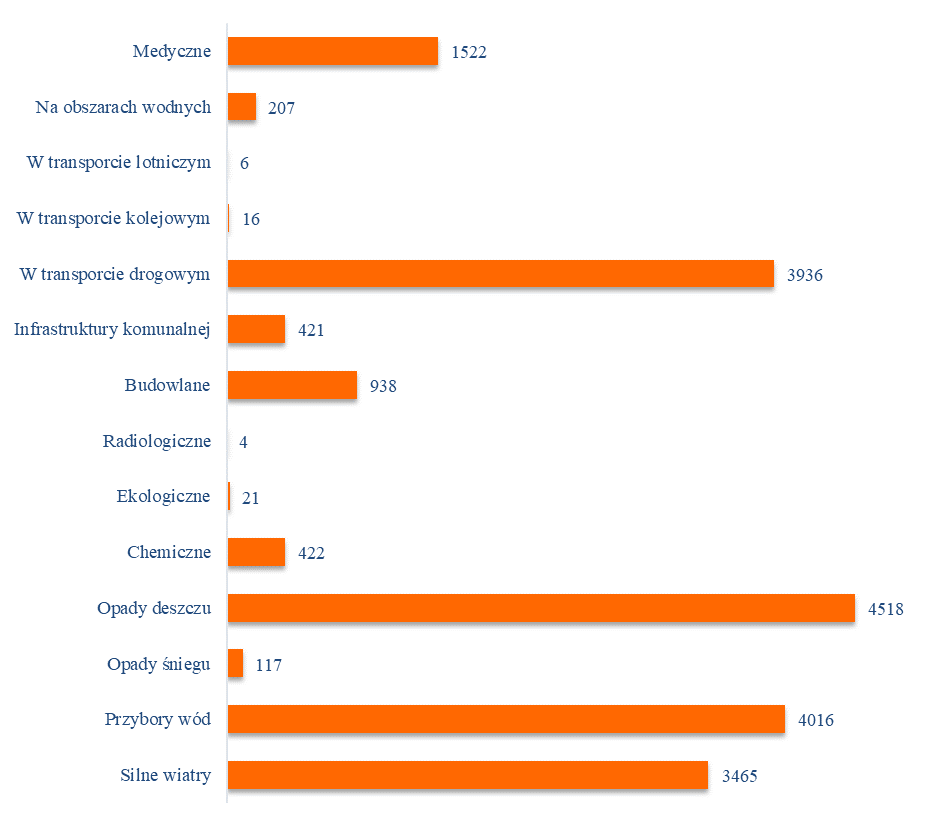 Medyczne 1522
Na obszarach wodnych 207
W transporcie lotniczym 6
W transporcie kolejowym 16
W transporcie drogowym 3936
Infrastruktury komunalnej 421
Budowlane 938
Radiologiczne 4
Ekologiczne 21
Chemiczne 422
Opady deszczu 4518
Opady śniegu 117
Przybory wód 4016
Silne wiatry 3465